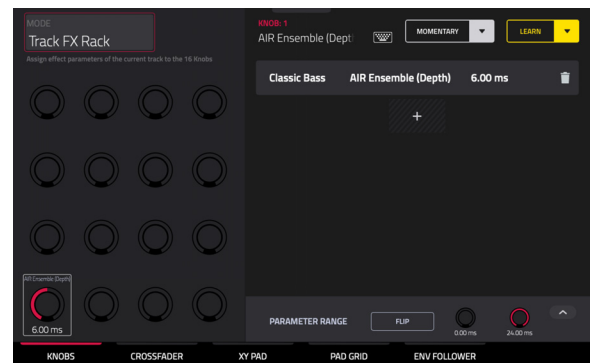 MODE
Track FX Rack
Assign effect parameters of the current track to the 16 Knobs
KNOB: 1
AIR Ensemble (Dept
MOMENTARY
LEARN
Classic Bass AIR Ensemble (Depth) 6.00 ms
+
AIR Ensemble (Depth)
6.00 ms
PARAMETER RANGE
FLIP
0.00 ms
24.00 ms
KNOBS
CROSSFADER
XY PAD
PAD GRID
ENV FOLLOWER